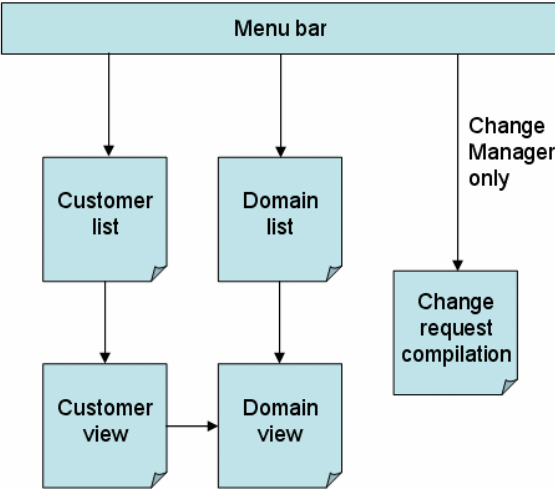 Menu bar
Change
Manager
only
Customer
list
Domain
list
Change
request
compilation
Customer
view
Domain
view